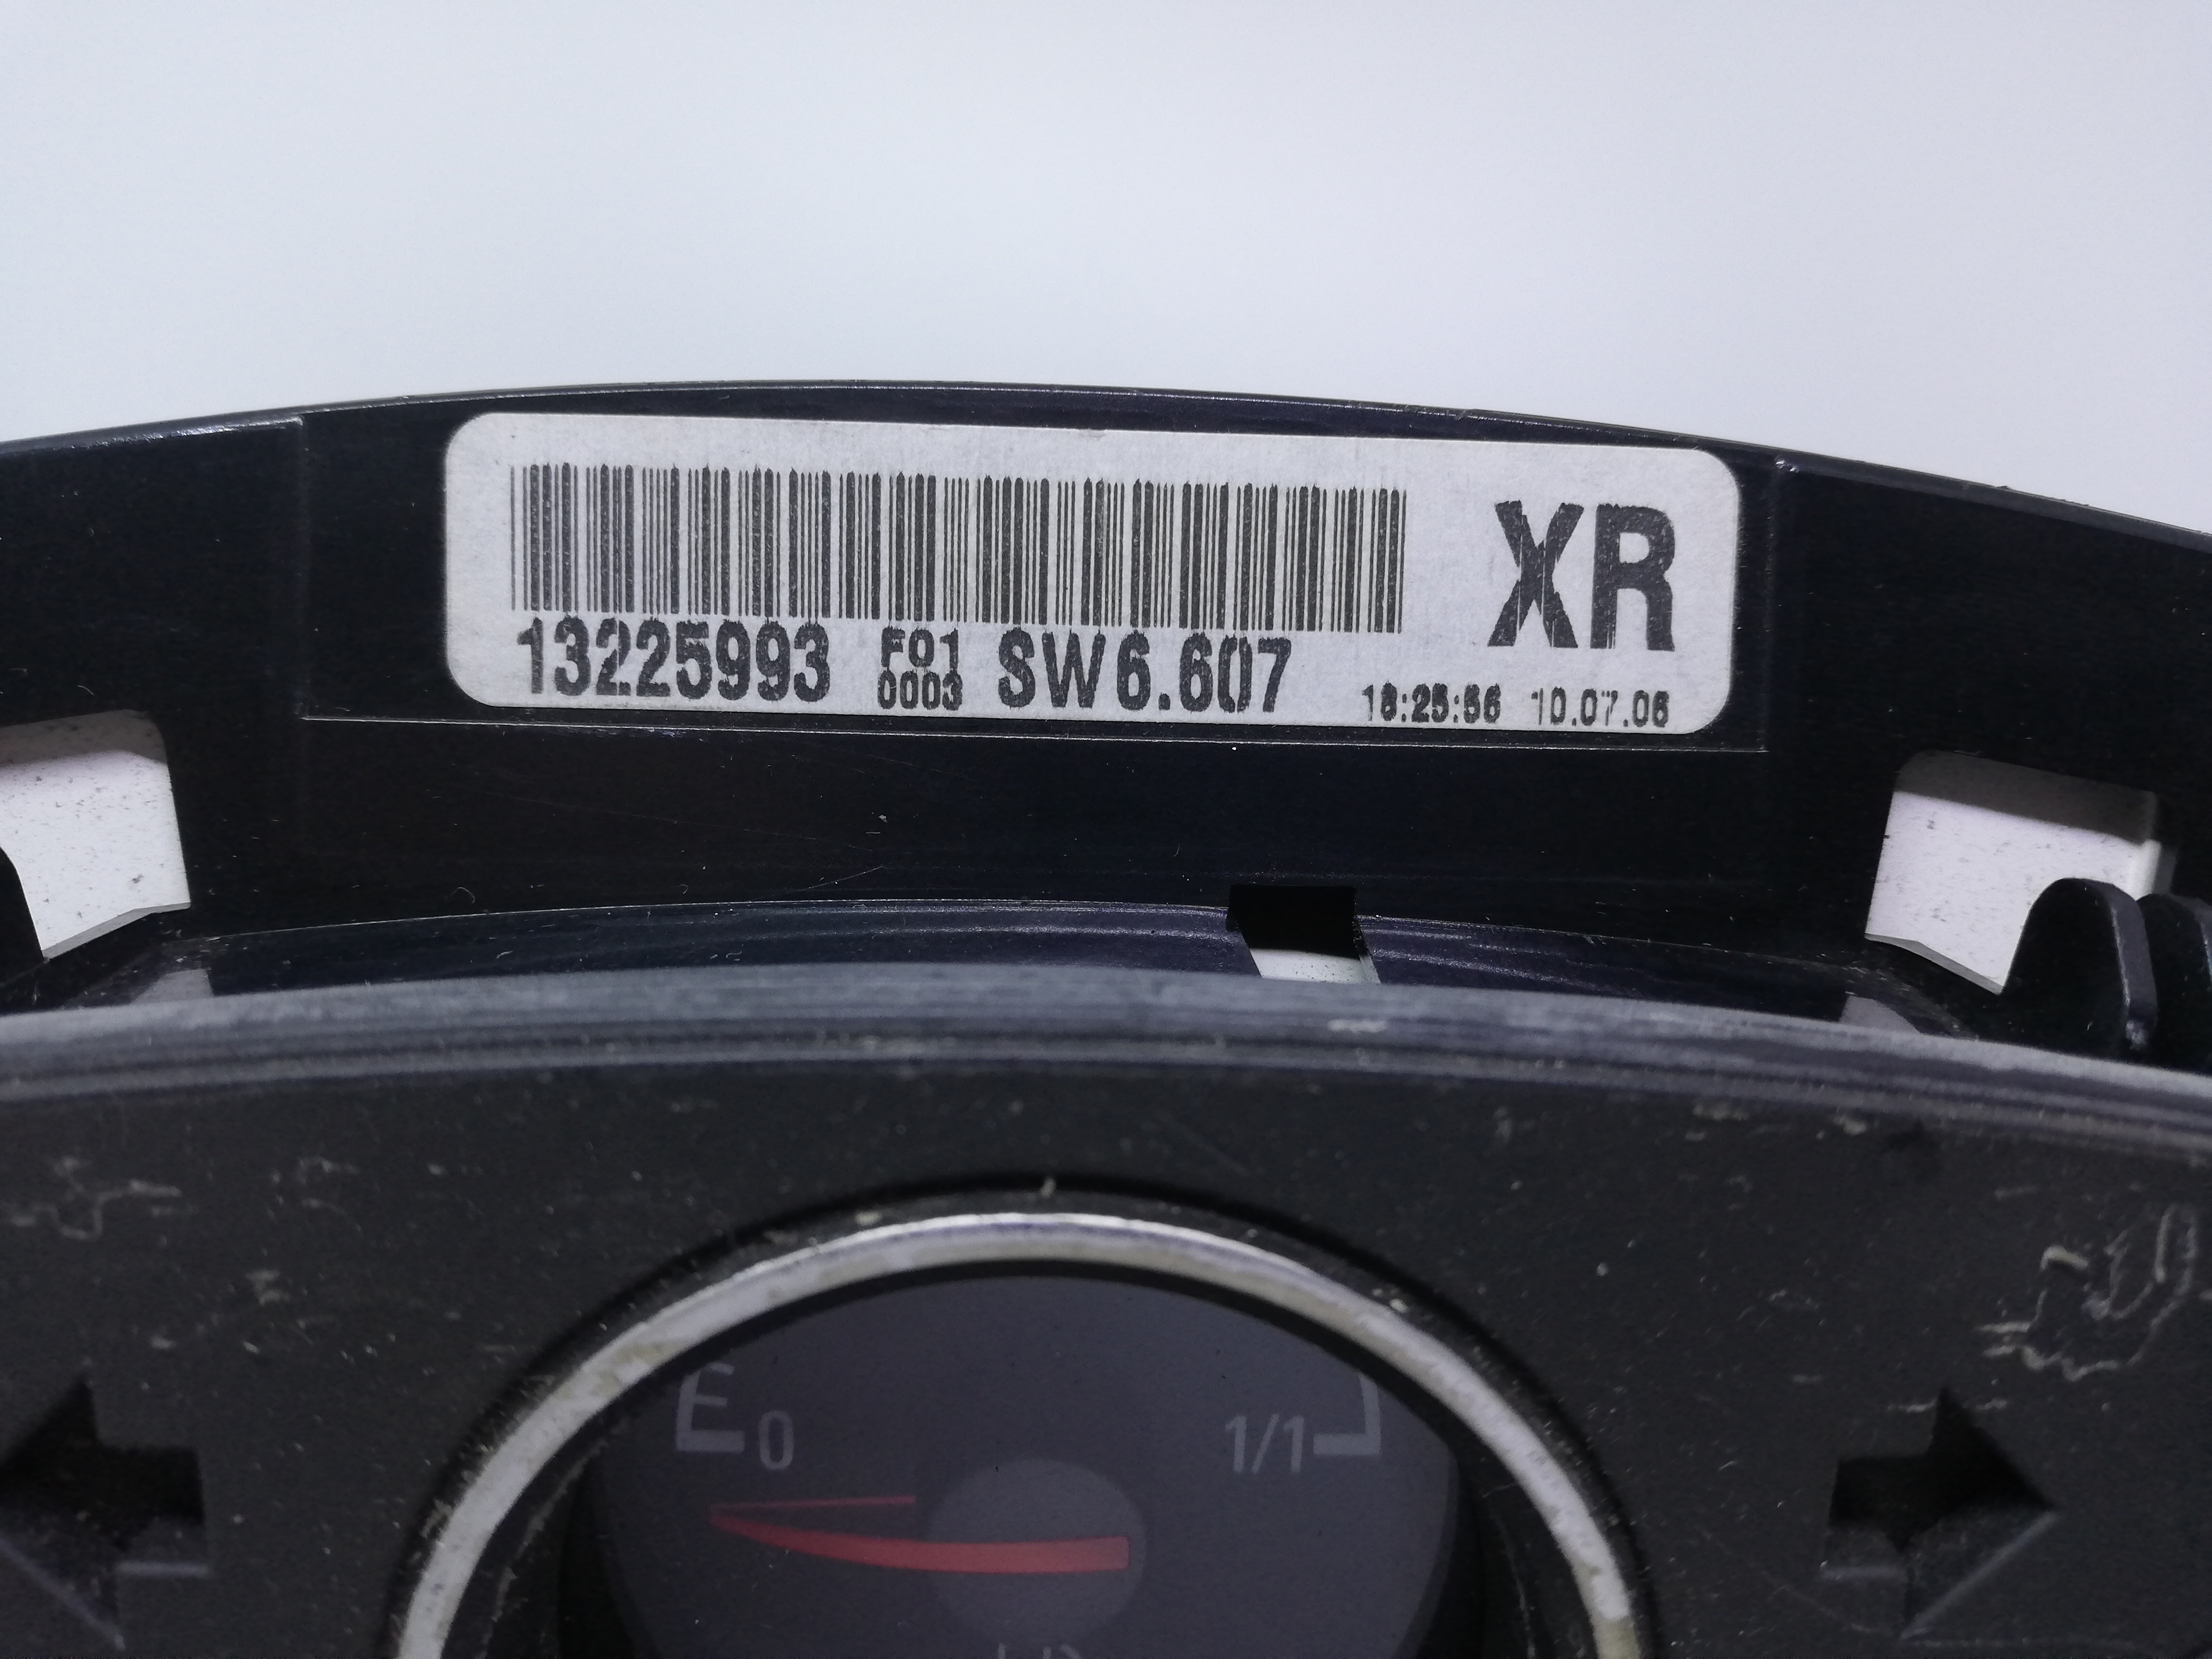 XR
13225993 F01 0003 SW6.607 18:25:56 10.07.06
E 0 1/1